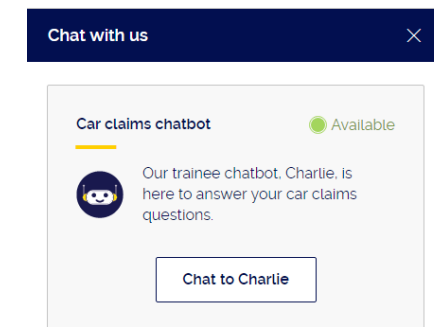 Chat with us
Car claims chatbot
Available
Our trainee chatbot, Charlie, is
here to answer your car claims
questions.
Chat to Charlie